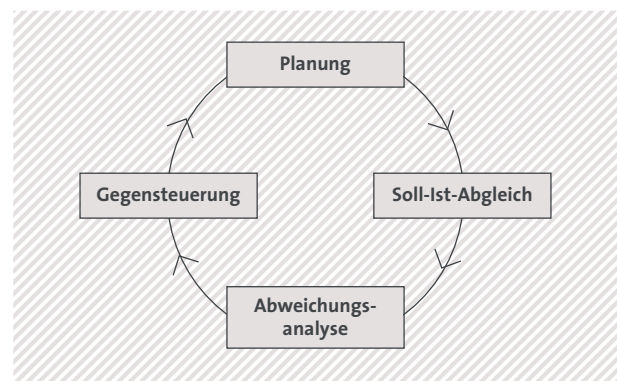 Planung
Gegensteuerung
Soll-Ist-Abgleich
Abweichungs-
analyse